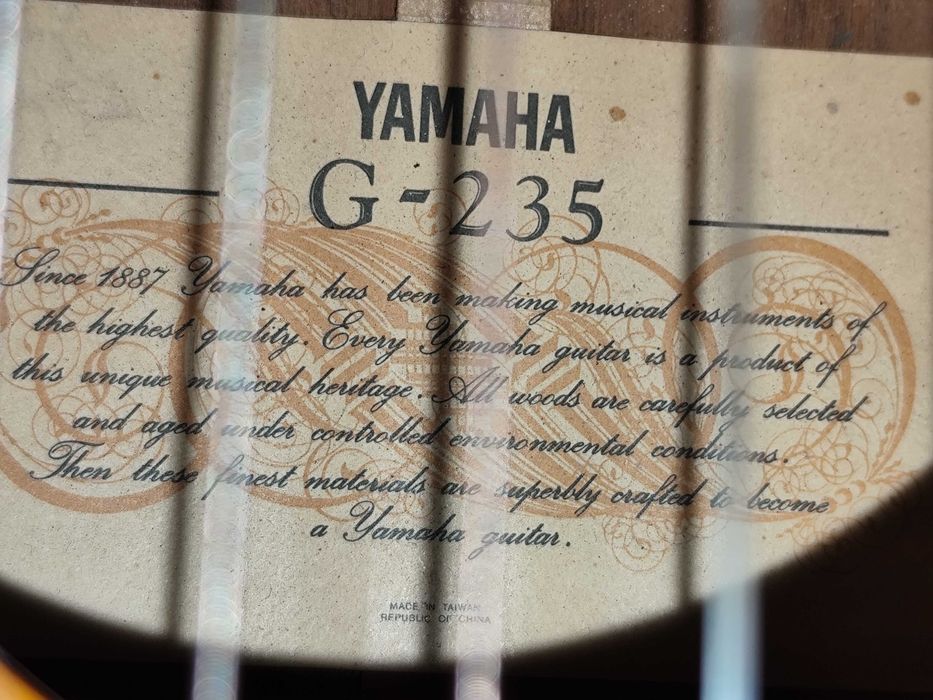 YAMAHA
G-235
Since 1887 Yamaha has been making musical instruments of
the highest quality. Every Yamaha guitar is a product of
this unique musical heritage. All woods are carefully selected
and aged under controlled environmental conditions.
Then these finest materials are superbly crafted to become
a Yamaha guitar.
MADE IN TAIWAN
REPUBLIC OF CHINA